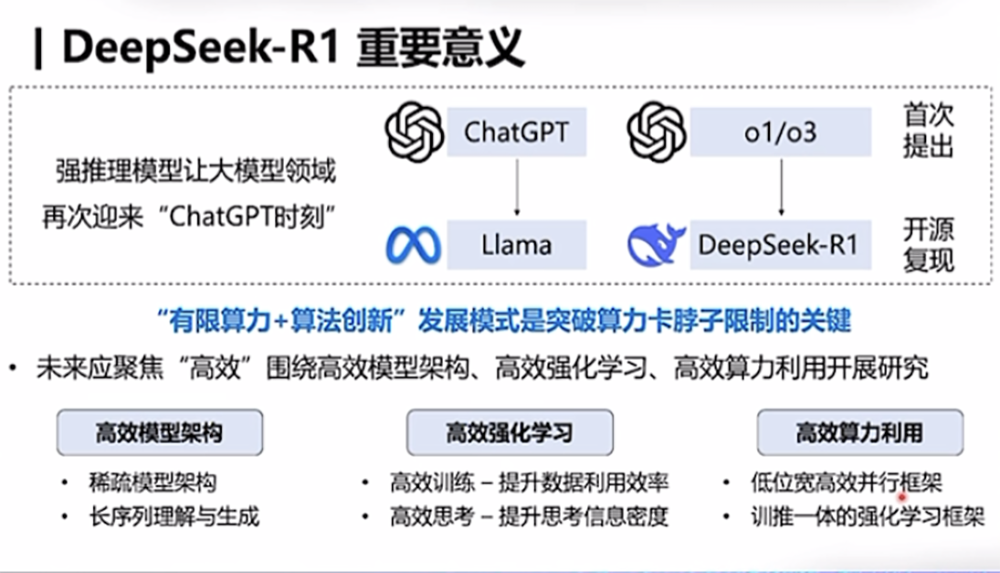 | DeepSeek-R1 重要意义
强推理模型让大模型领域
再次迎来“ChatGPT时刻”
ChatGPT
o1/o3
首次
提出
Llama
DeepSeek-R1
开源
复现
“有限算力+算法创新”发展模式是突破算力卡脖子限制的关键
• 未来应聚焦“高效”围绕高效模型架构、高效强化学习、高效算力利用开展研究
高效模型架构
• 稀疏模型架构
• 长序列理解与生成
高效强化学习
• 高效训练 – 提升数据利用效率
• 高效思考 – 提升思考信息密度
高效算力利用
• 低位宽高效并行框架
• 训推一体的强化学习框架